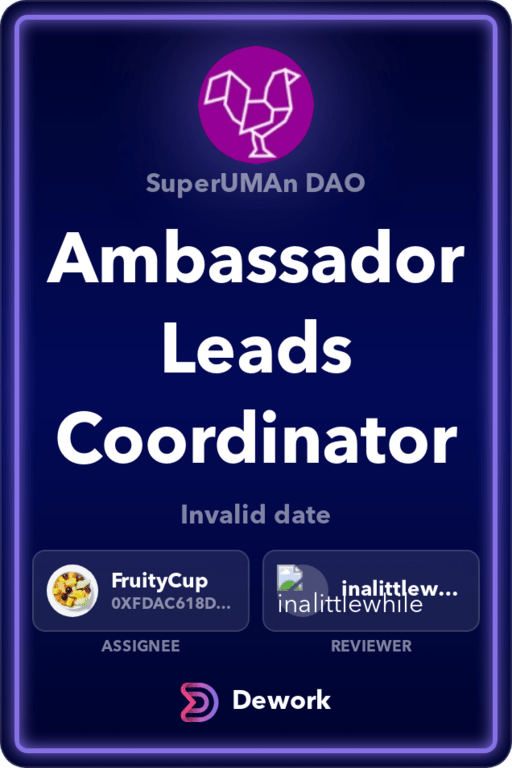 SuperUMAn DAO
Ambassador
Leads
Coordinator
Invalid date
FruityCup
0XFDAC618D...
ASSIGNEE
inalittlew...
inalittlewhile
REVIEWER
Dework